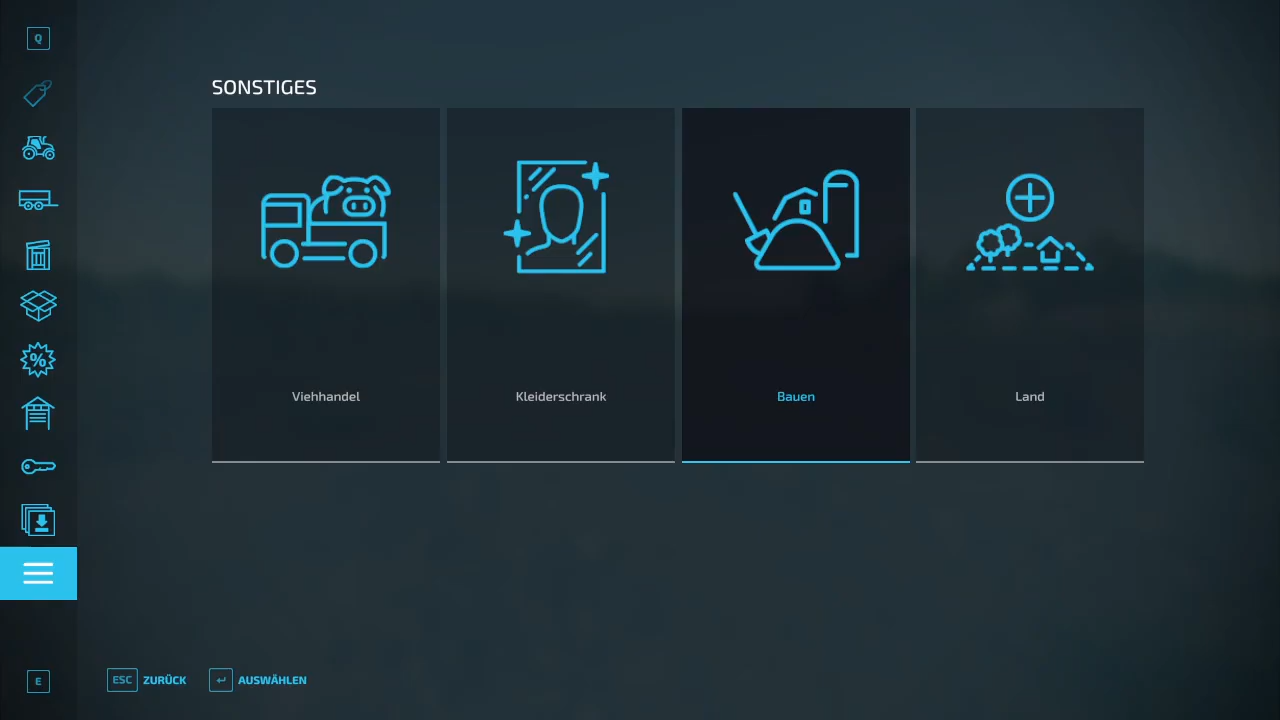 Q
SONSTIGES
%
Viehhandel
Kleiderschrank
Bauen
Land
E
ESC ZURÜCK
AUSWÄHLEN